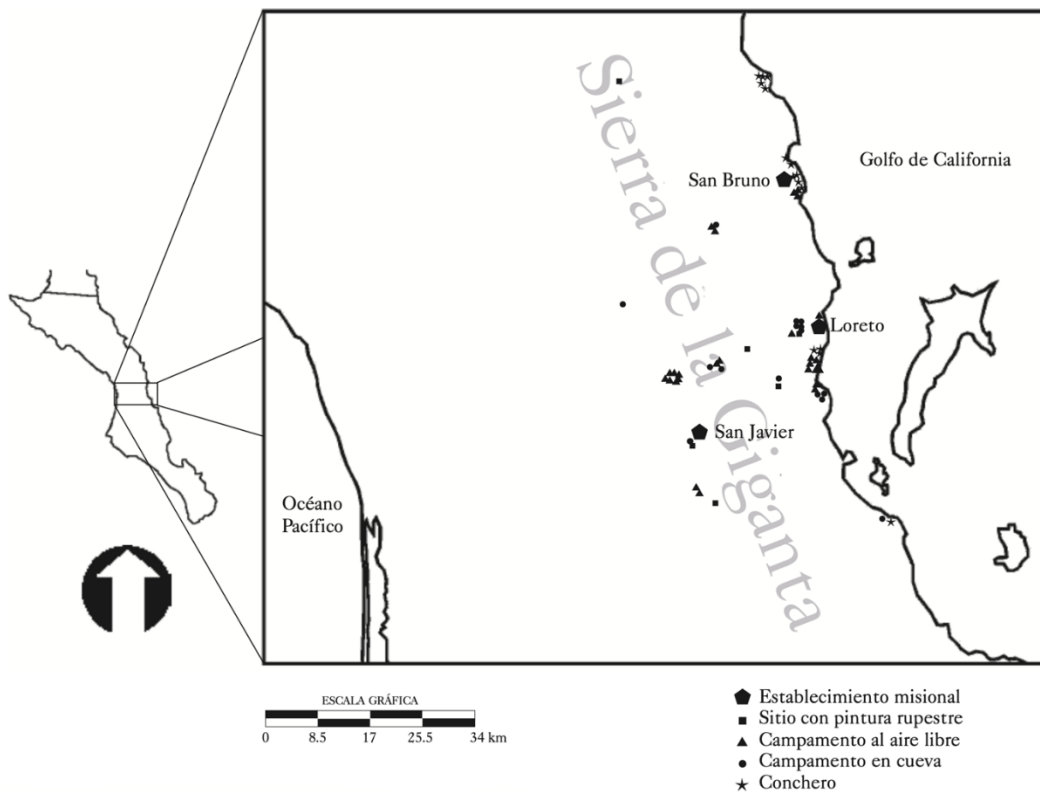 Sierra de la Giganta
Golfo de California
San Bruno
Loreto
San Javier
Océano
Pacífico
ESCALA GRÁFICA
0 8.5 17 25.5 34 km
Establecimiento misional
Sitio con pintura rupestre
Campamento al aire libre
Campamento en cueva
Conchero